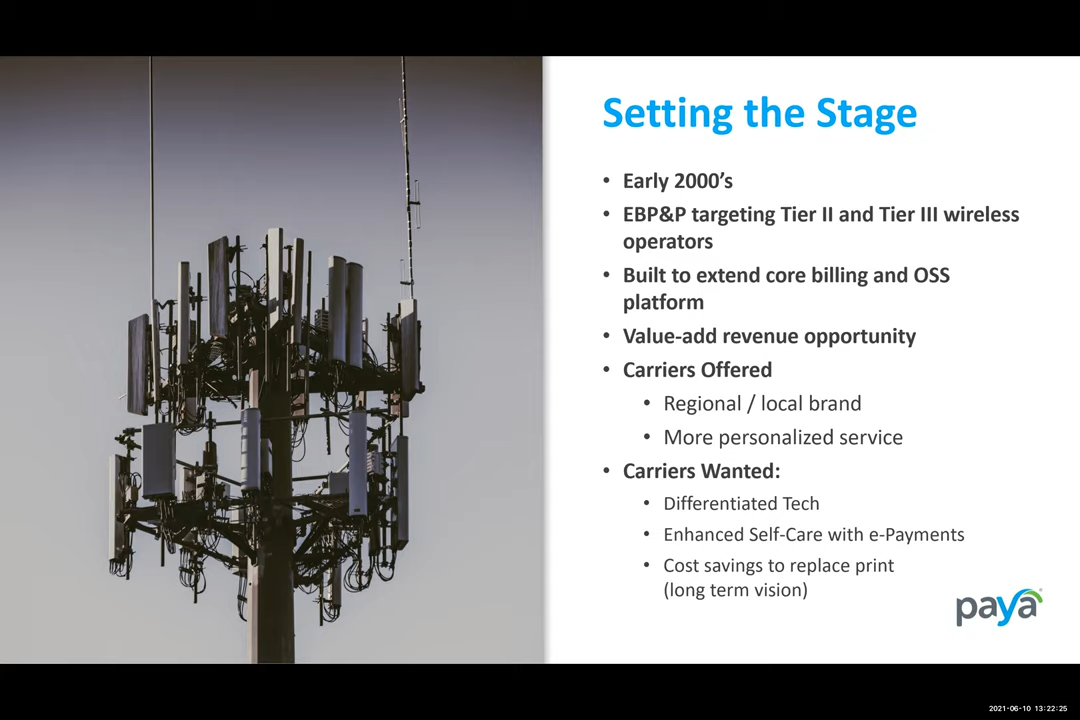 Setting the Stage
• Early 2000’s
• EBP&P targeting Tier II and Tier III wireless
operators
• Built to extend core billing and OSS
platform
• Value-add revenue opportunity
• Carriers Offered
• Regional / local brand
• More personalized service
• Carriers Wanted:
• Differentiated Tech
• Enhanced Self-Care with e-Payments
• Cost savings to replace print
(long term vision)
paya
2021-06-10 13:22:25